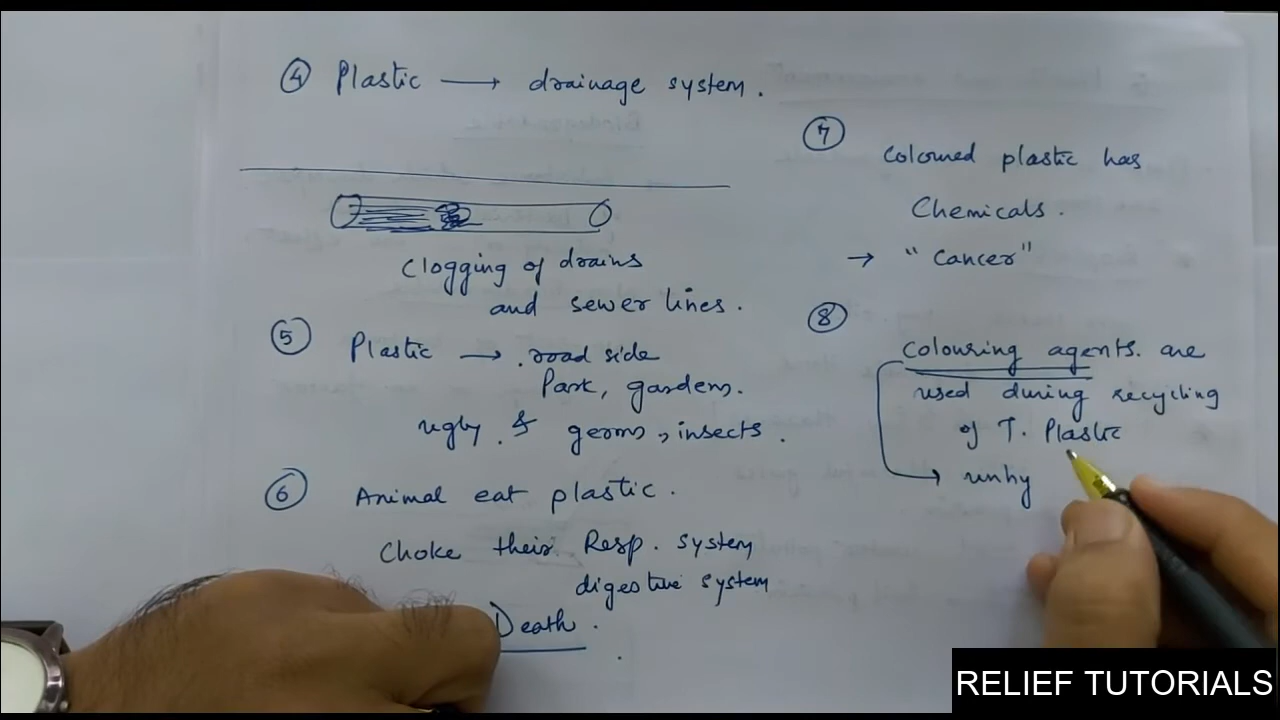 ④ Plastic → drainage system.
Clogging of drains
and sewer lines.
⑤ Plastic → road side
Park, gardens.
ugly & germs, insects.
⑥ Animal eat plastic.
Choke their Resp. system
digestive system
Death.
⑦ Coloured plastic has
Chemicals.
→ "Cancer"
⑧ Colouring agents are
used during recycling
of T. Plastic
→
RELIEF TUTORIALS